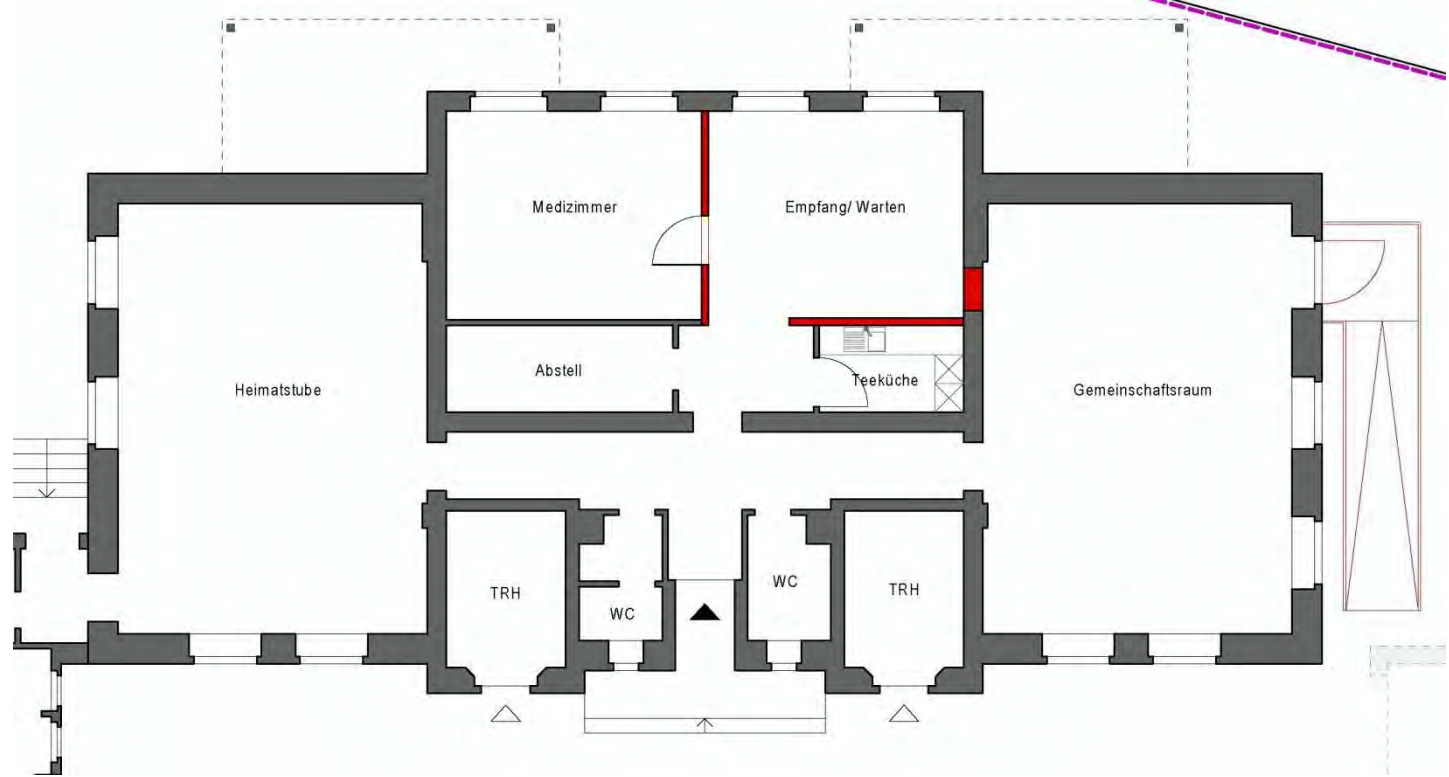 Medizimmer
Empfang/ Warten
Abstell
Teeküche
Heimatstube
Gemeinschaftsraum
TRH
WC
WC
TRH